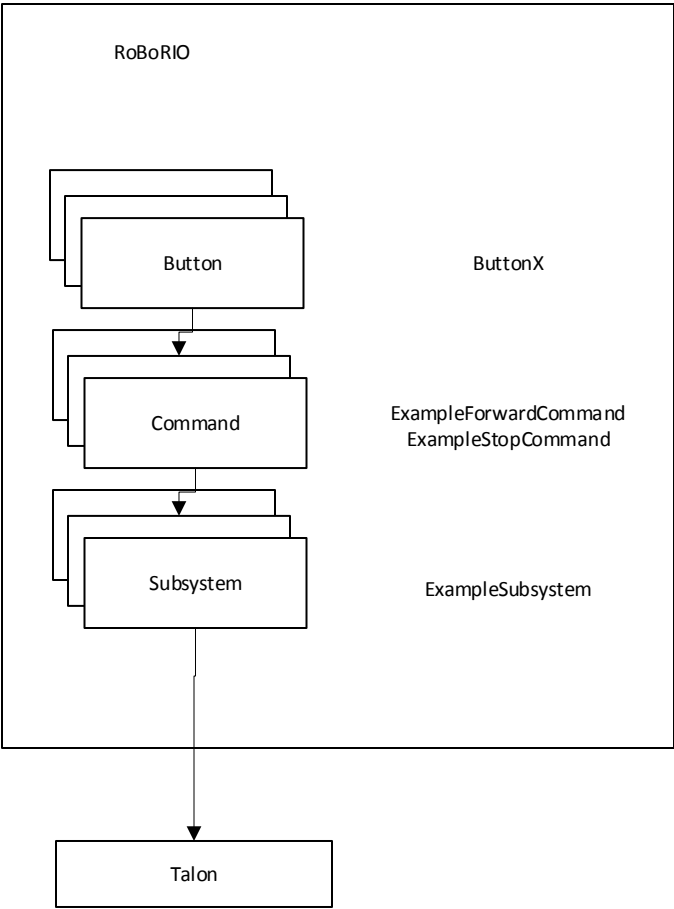 RoBoRIO
Button
ButtonX
Command
ExampleForwardCommand
ExampleStopCommand
Subsystem
ExampleSubsystem
Talon